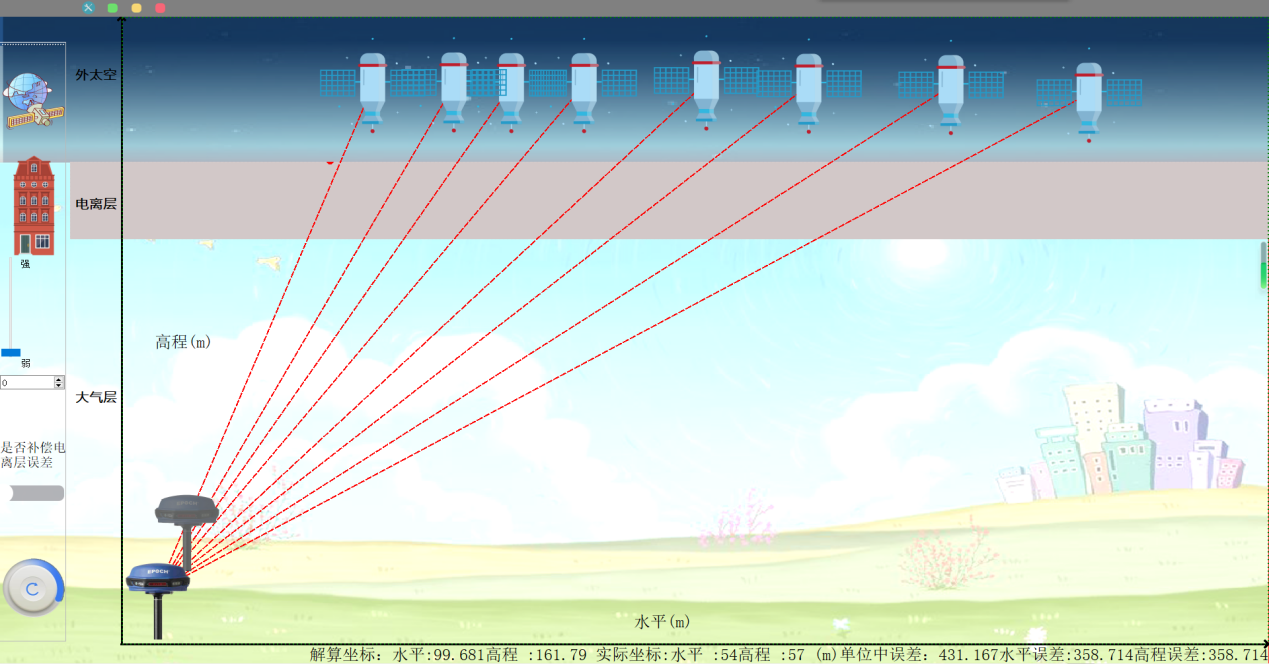 外太空
电离层
强
高程(m)
弱
0
大气层
是否补偿电
离层误差
EPOCH
水平(m)
解算坐标: 水平:99.681高程 :161.79 实际坐标:水平 :54高程 :57 (m)单位中误差: 431.167水平误差:358.714高程误差:358.714